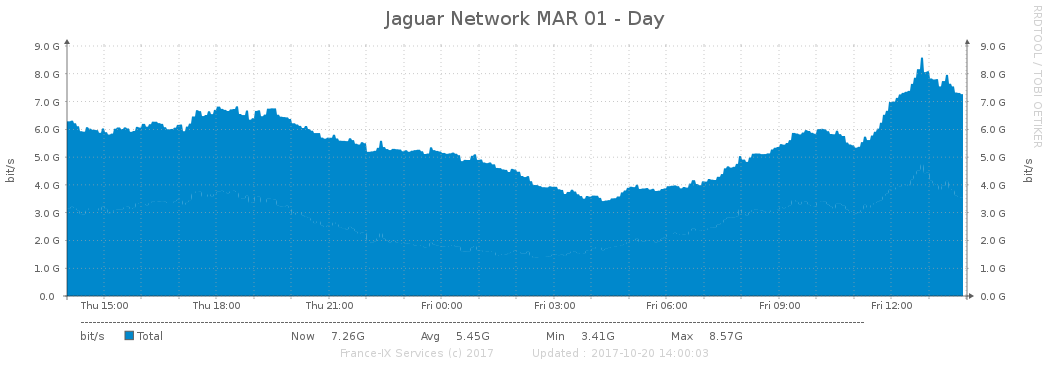 Jaguar Network MAR 01 - Day
RRDTOOL / TOBI OETIKER
bit/s
bit/s
9.0 G 9.0 G
8.0 G 8.0 G
7.0 G 7.0 G
6.0 G 6.0 G
5.0 G 5.0 G
4.0 G 4.0 G
3.0 G 3.0 G
2.0 G 2.0 G
1.0 G 1.0 G
0.0 0.0 G
Thu 15:00 Thu 18:00 Thu 21:00 Fri 00:00 Fri 03:00 Fri 06:00 Fri 09:00 Fri 12:00
bit/s Total Now 7.26G Avg 5.45G Min 3.41G Max 8.57G
France-IX Services (c) 2017 Updated : 2017-10-20 14:00:03